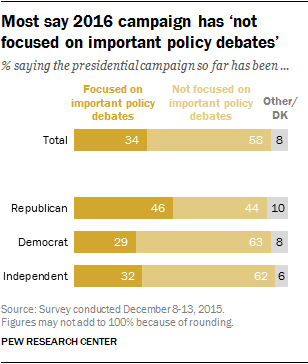 Most say 2016 campaign has ‘not
focused on important policy debates’
% saying the presidential campaign so far has been ...
Focused on
important policy
debates
Not focused on
important policy
debates
Other/
DK
Total 34 58 8
Republican 46 44 10
Democrat 29 63 8
Independent 32 62 6
Source: Survey conducted December 8-13, 2015.
Figures may not add to 100% because of rounding.
PEW RESEARCH CENTER